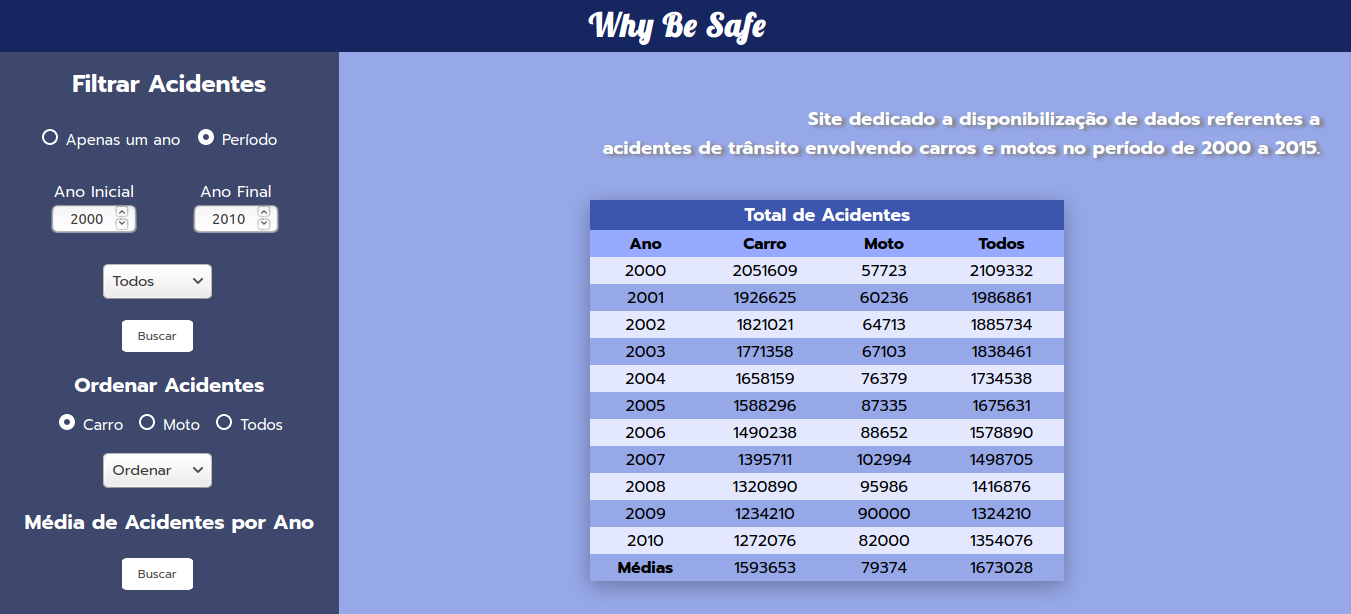 Why Be Safe
Filtrar Acidentes
Apenas um ano Período
Ano Inicial Ano Final
2000 2010
Todos
Buscar
Ordenar Acidentes
Carro Moto Todos
Ordenar
Média de Acidentes por Ano
Buscar
Site dedicado a disponibilização de dados referentes a
acidentes de trânsito envolvendo carros e motos no período de 2000 a 2015.
Total de Acidentes
Ano Carro Moto Todos
2000 2051609 57723 2109332
2001 1926625 60236 1986861
2002 1821021 64713 1885734
2003 1771358 67103 1838461
2004 1658159 76379 1734538
2005 1588296 87335 1675631
2006 1490238 88652 1578890
2007 1395711 102994 1498705
2008 1320890 95986 1416876
2009 1234210 90000 1324210
2010 1272076 82000 1354076
Médias 1593653 79374 1673028